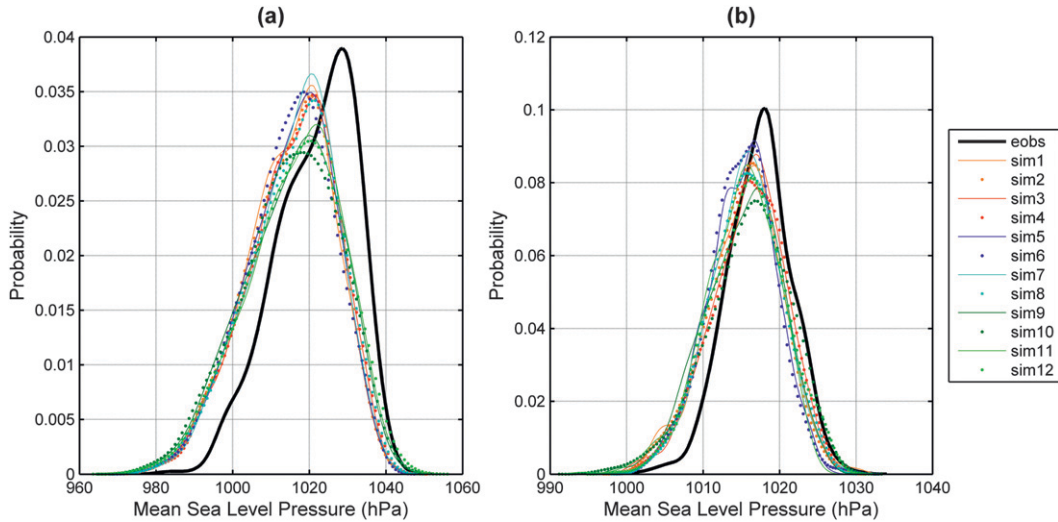 (a)
0.04
0.035
0.03
0.025
0.02
0.015
0.01
0.005
0
960
980
1000
1020
1040
1060
Probability
Mean Sea Level Pressure (hPa)
(b)
0.12
0.1
0.08
0.06
0.04
0.02
0
990
1000
1010
1020
1030
1040
Probability
Mean Sea Level Pressure (hPa)
eobs
sim1
sim2
sim3
sim4
sim5
sim6
sim7
sim8
sim9
sim10
sim11
sim12